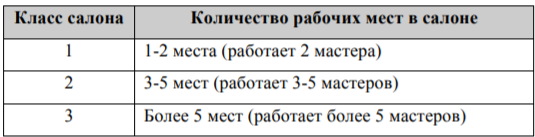 Класс салона Количество рабочих мест в салоне
1 1-2 места (работает 2 мастера)
2 3-5 мест (работает 3-5 мастеров)
3 Более 5 мест (работает более 5 мастеров)